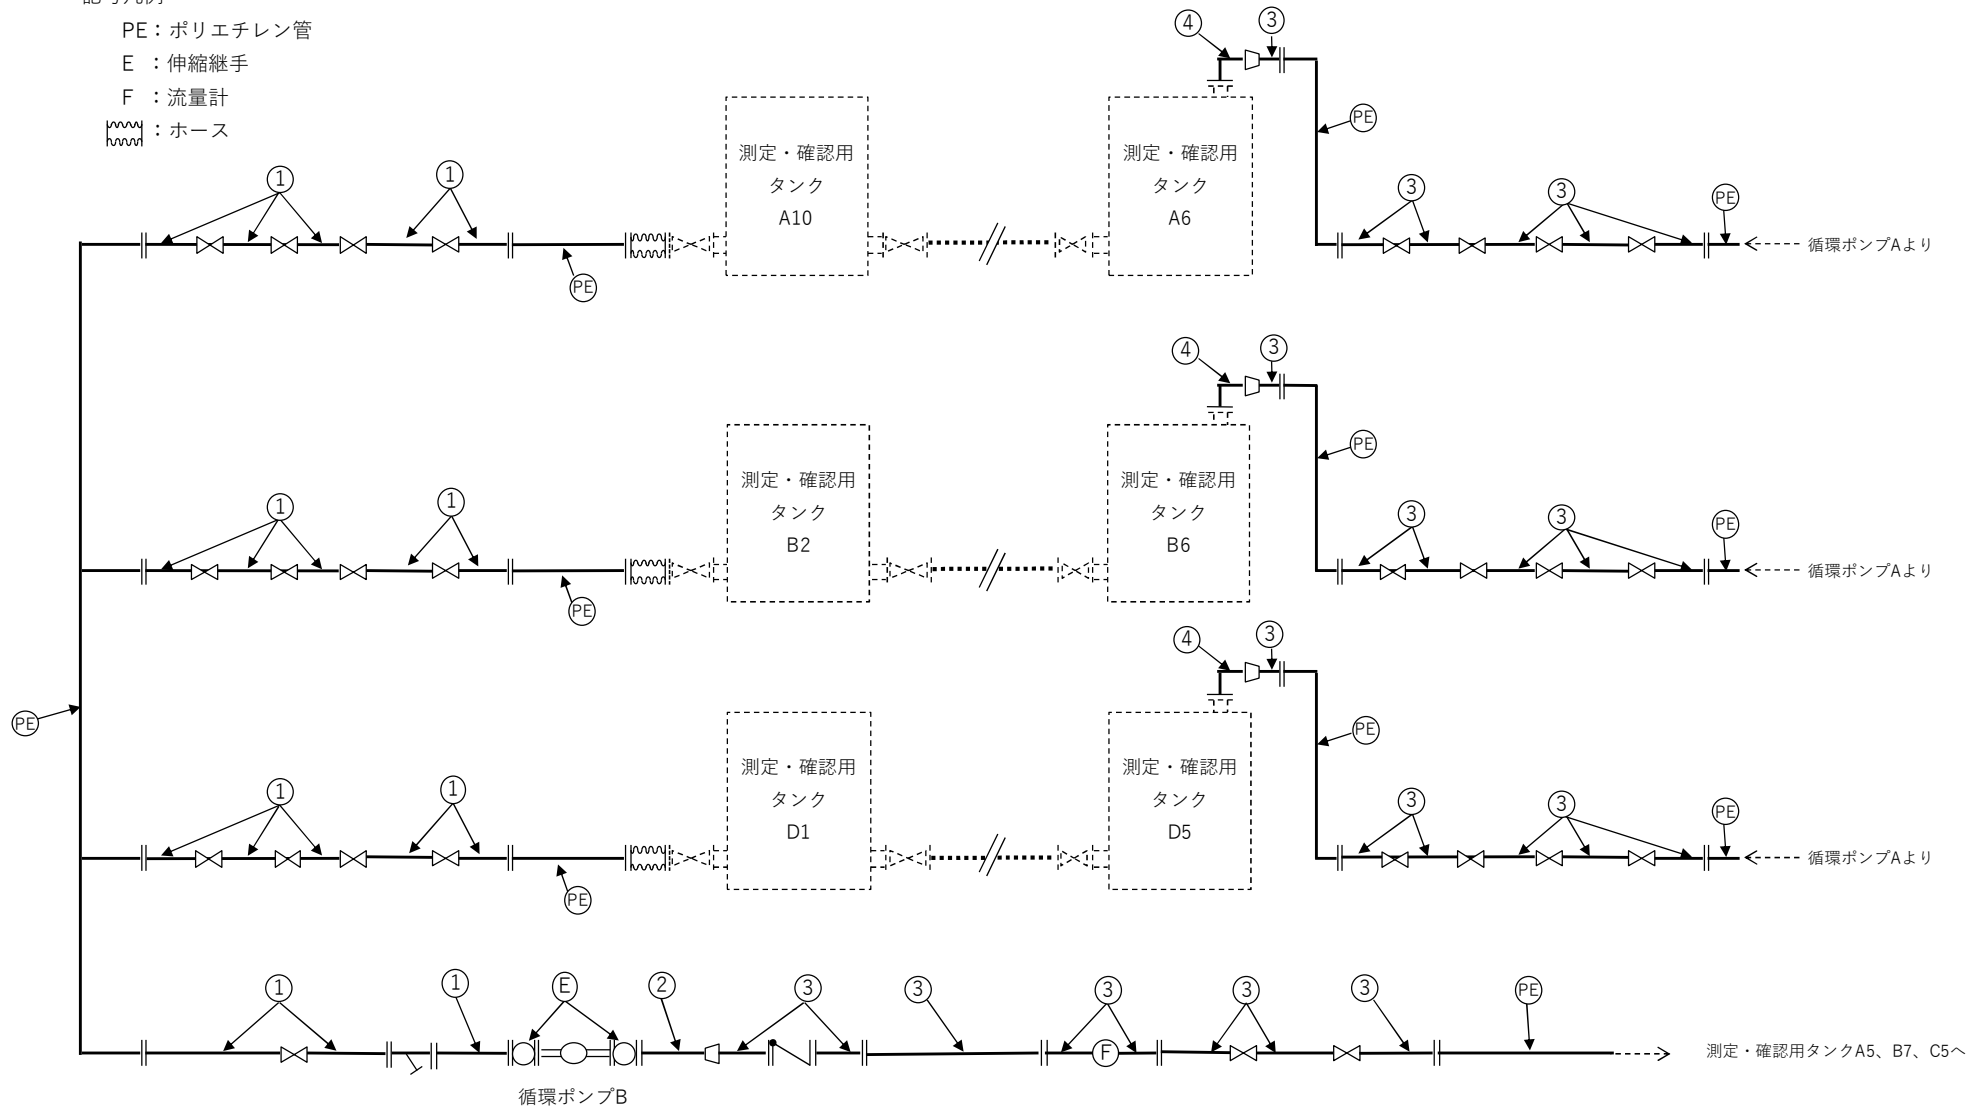 PE：ポリエチレン管
E ：伸縮継手
F ：流量計
：ホース
④ ③
PE
測定・確認用
タンク
A10
測定・確認用
タンク
A6
① ①
PE
③ ③ PE
循環ポンプAより
④ ③
PE
測定・確認用
タンク
B2
測定・確認用
タンク
B6
① ①
PE
③ ③ PE
循環ポンプAより
④ ③
PE
PE
測定・確認用
タンク
D1
測定・確認用
タンク
D5
① ①
PE
③ ③ PE
循環ポンプAより
① ① E ② ③ ③ ③ ③ ③ PE
F
測定・確認用タンクA5、B7、C5へ
循環ポンプB